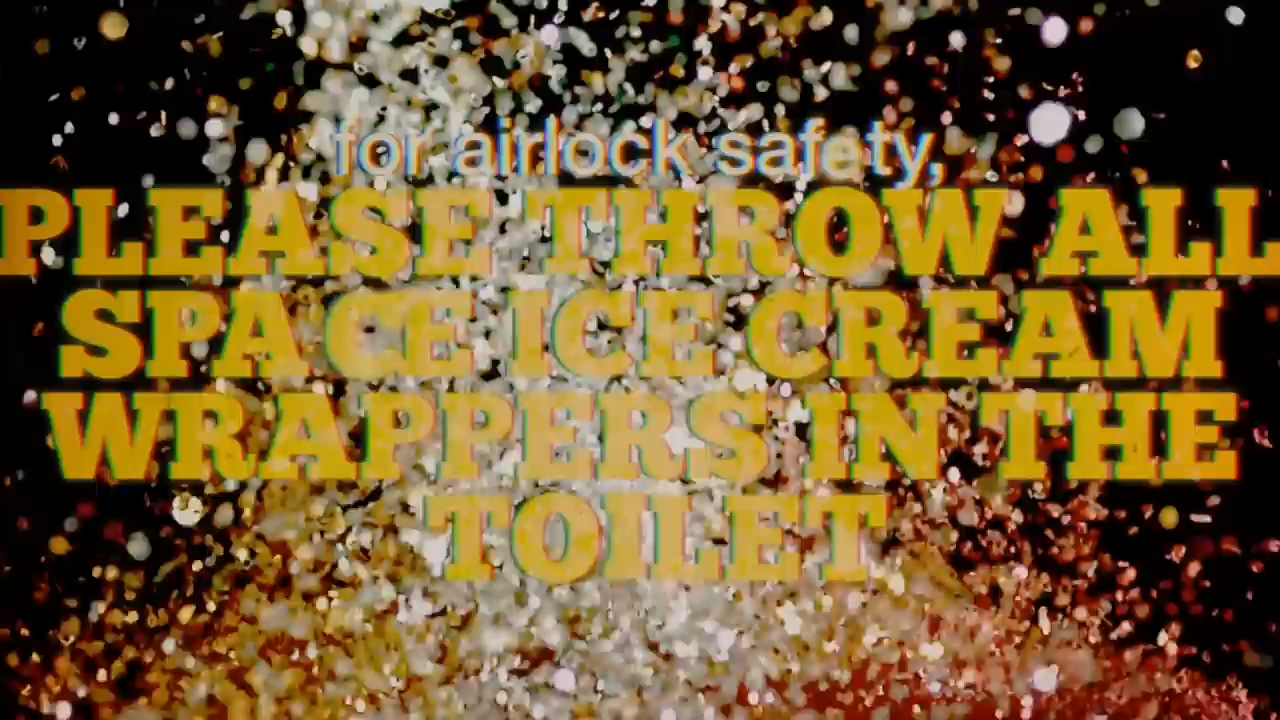 for airlock safety,
PLEASE THROW ALL
SPACE ICE CREAM
WRAPPERS IN THE
TOILET